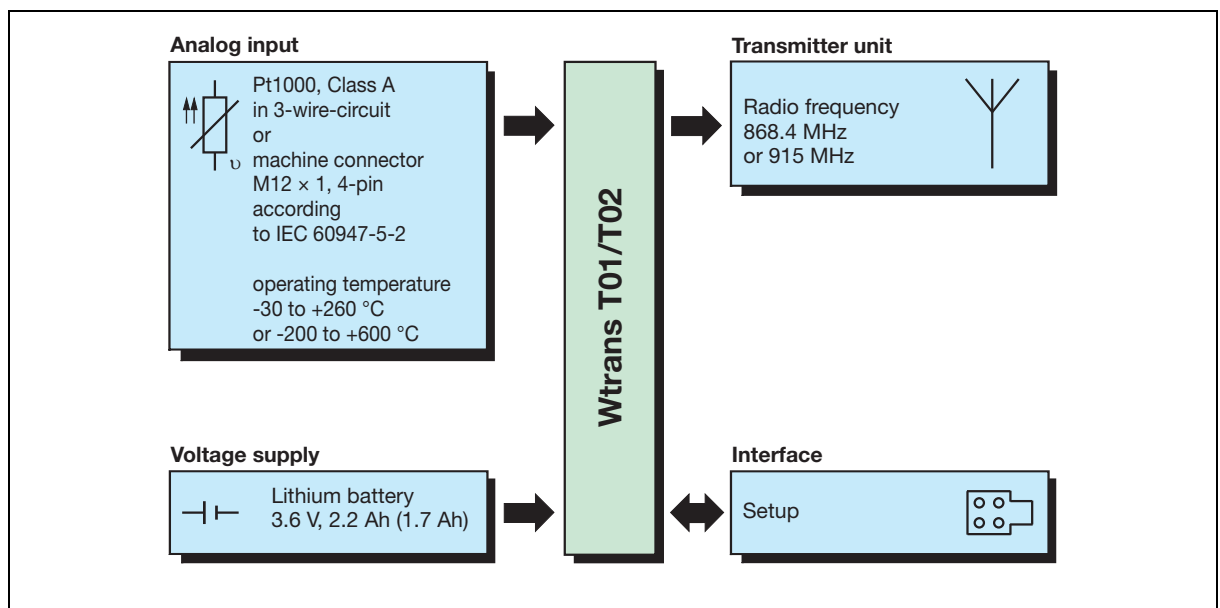 Analog input
Pt1000, Class A
in 3-wire-circuit
or
machine connector
M12 × 1, 4-pin
according
to IEC 60947-5-2
operating temperature
-30 to +260 °C
or -200 to +600 °C
υ
Voltage supply
Lithium battery
3.6 V, 2.2 Ah (1.7 Ah)
Wtrans T01/T02
Transmitter unit
Radio frequency
868.4 MHz
or 915 MHz
Interface
Setup